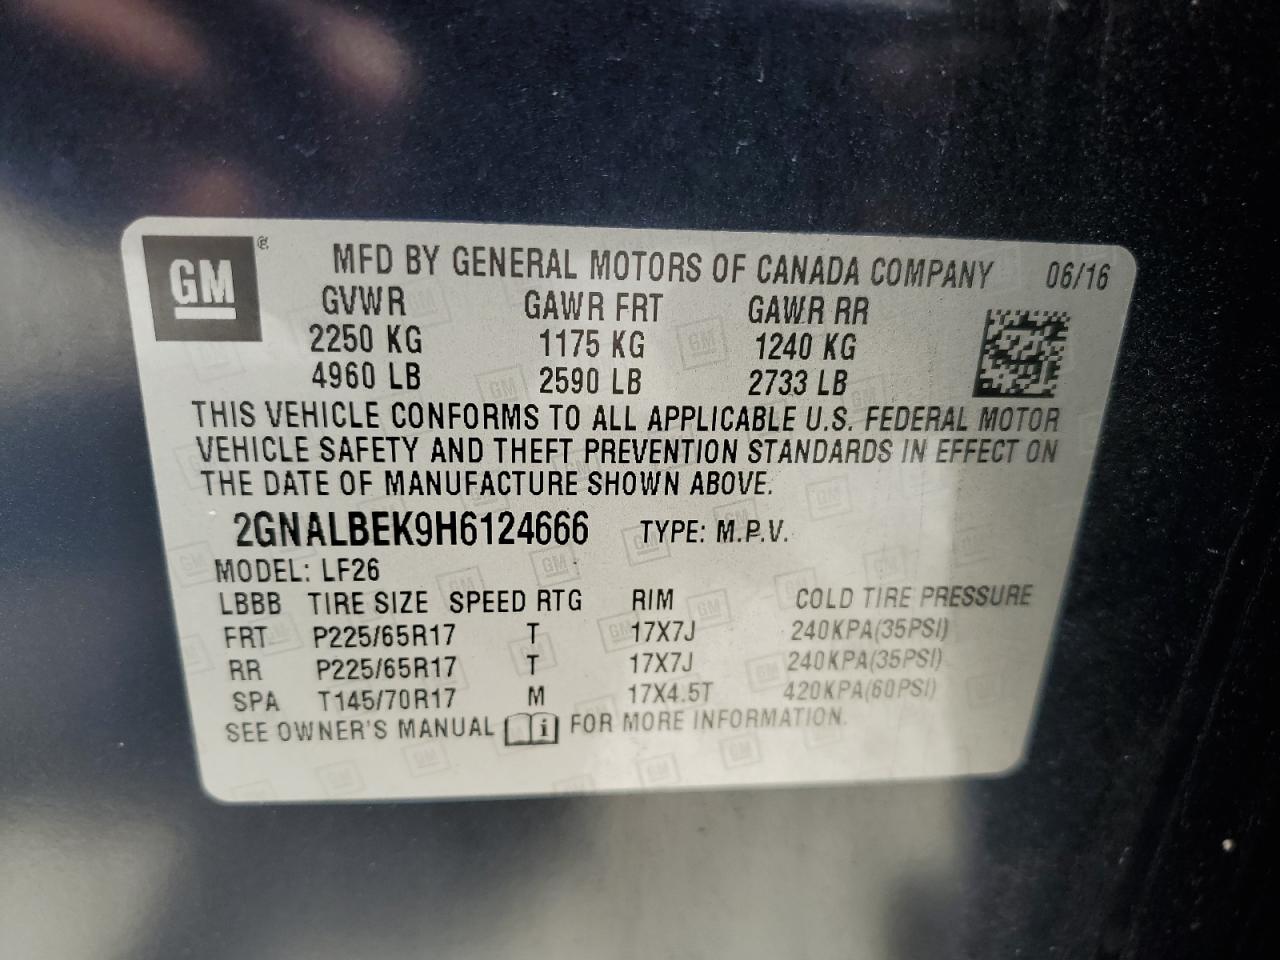 GM ®
MFD BY GENERAL MOTORS OF CANADA COMPANY 06/16
GVWR GAWR FRT GAWR RR
2250 KG 1175 KG 1240 KG
4960 LB 2590 LB 2733 LB
THIS VEHICLE CONFORMS TO ALL APPLICABLE U.S. FEDERAL MOTOR
VEHICLE SAFETY AND THEFT PREVENTION STANDARDS IN EFFECT ON
THE DATE OF MANUFACTURE SHOWN ABOVE.
2GNALBEK9H6124666 TYPE: M.P.V.
MODEL: LF26
LBBB TIRE SIZE SPEED RTG RIM COLD TIRE PRESSURE
FRT P225/65R17 T 17X7J 240KPA(35PSI)
RR P225/65R17 T 17X7J 240KPA(35PSI)
SPA T145/70R17 M 17X4.5T 420KPA(60PSI)
SEE OWNER'S MANUAL i FOR MORE INFORMATION.